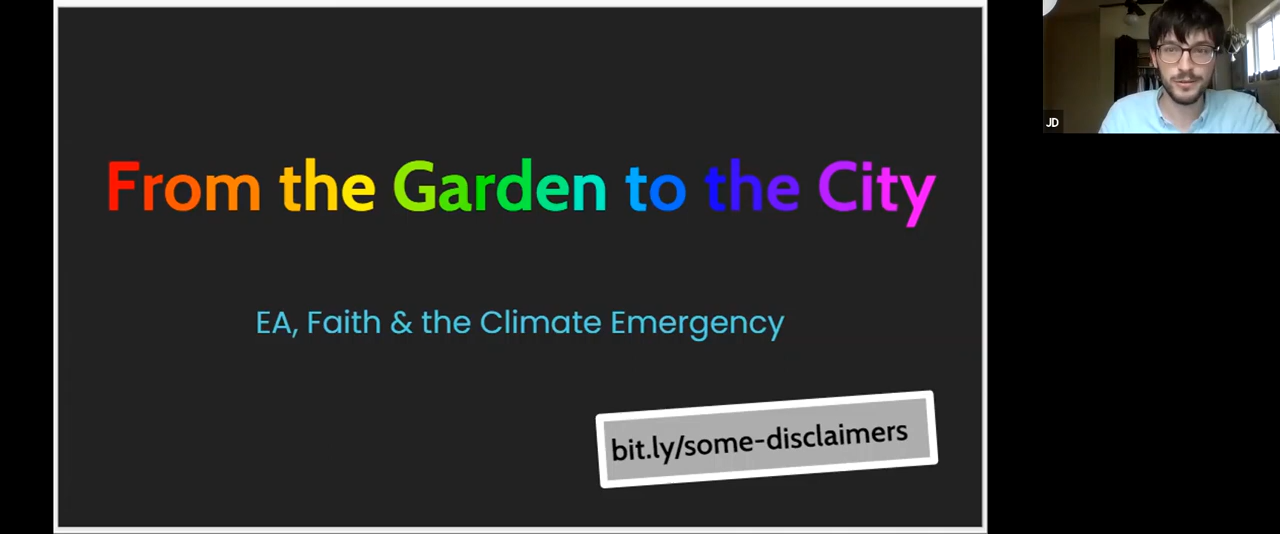 From the Garden to the City
EA, Faith & the Climate Emergency
bit.ly/some-disclaimers
JD